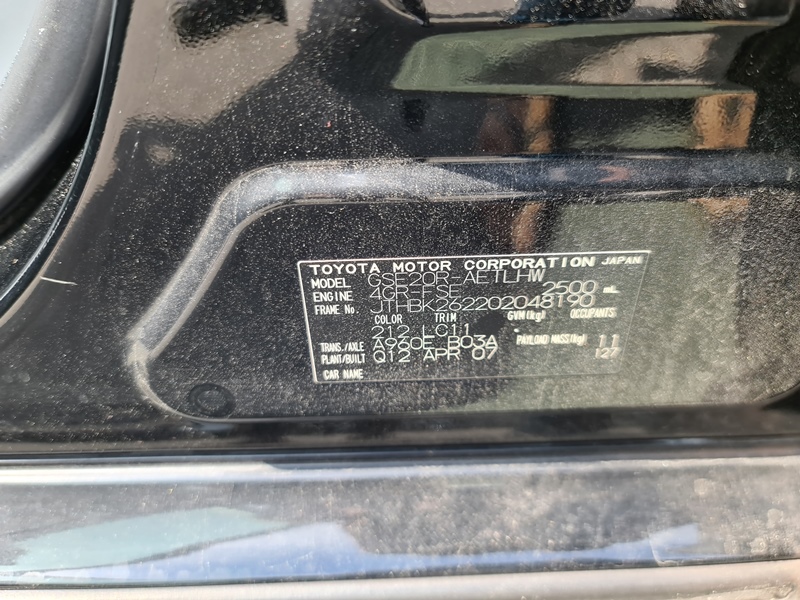 TOYOTA MOTOR CORPORATION JAPAN
MODEL GSE20R-AETLHW
ENGINE 4GR-FSE 2500 mL
FRAME No. JTHBK262202048190
COLOR TRIM GVM(kg) OCCUPANTS
212 LC11
TRANS./AXLE A960E B03A PAYLOAD MASS(kg) 11
PLANT/BUILT Q12 APR 07 127
CAR NAME